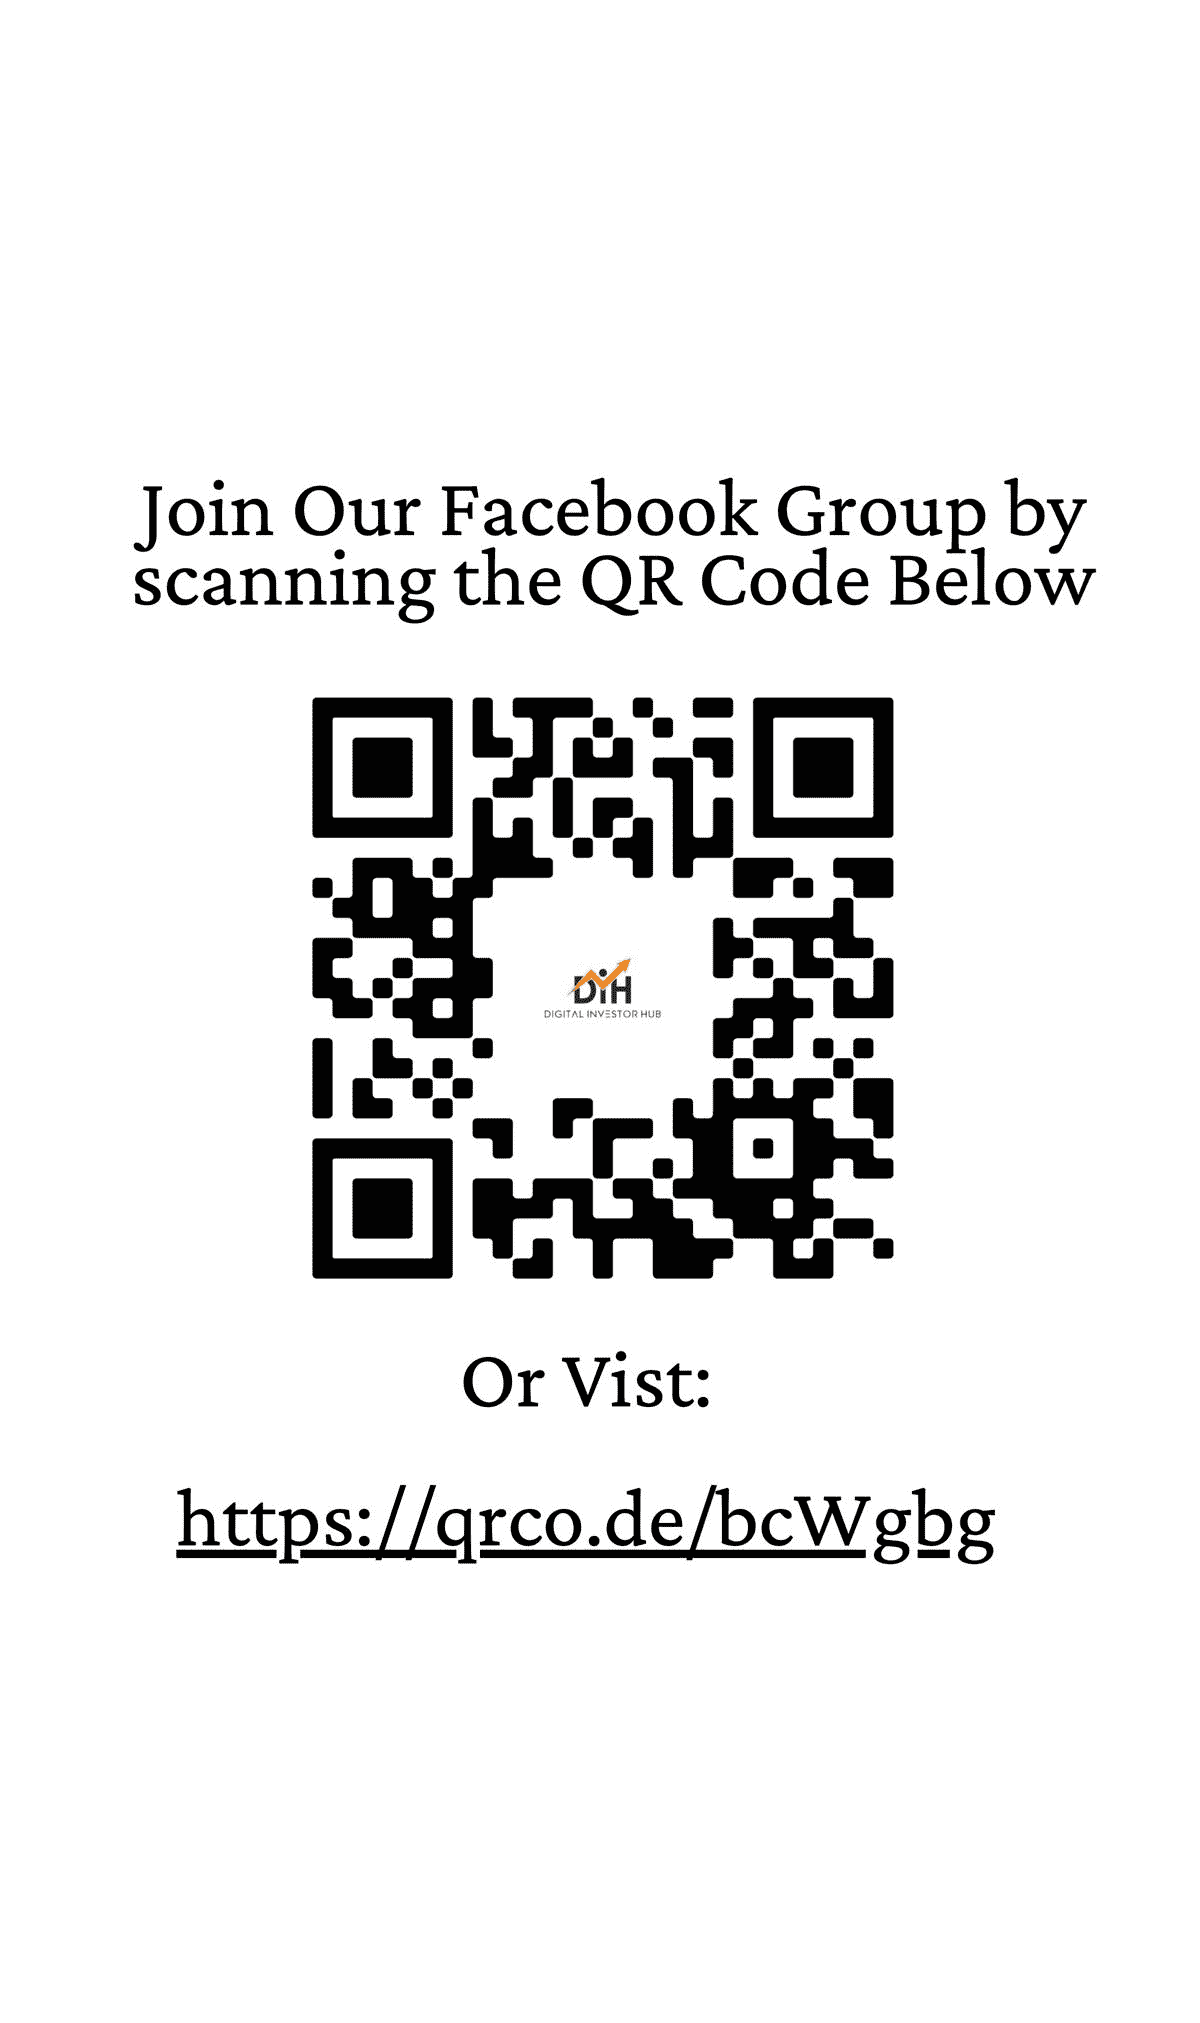 Join Our Facebook Group by
scanning the QR Code Below
DiH
DIGITAL INVESTOR HUB
Or Vist:
https://qrco.de/bcWgbg